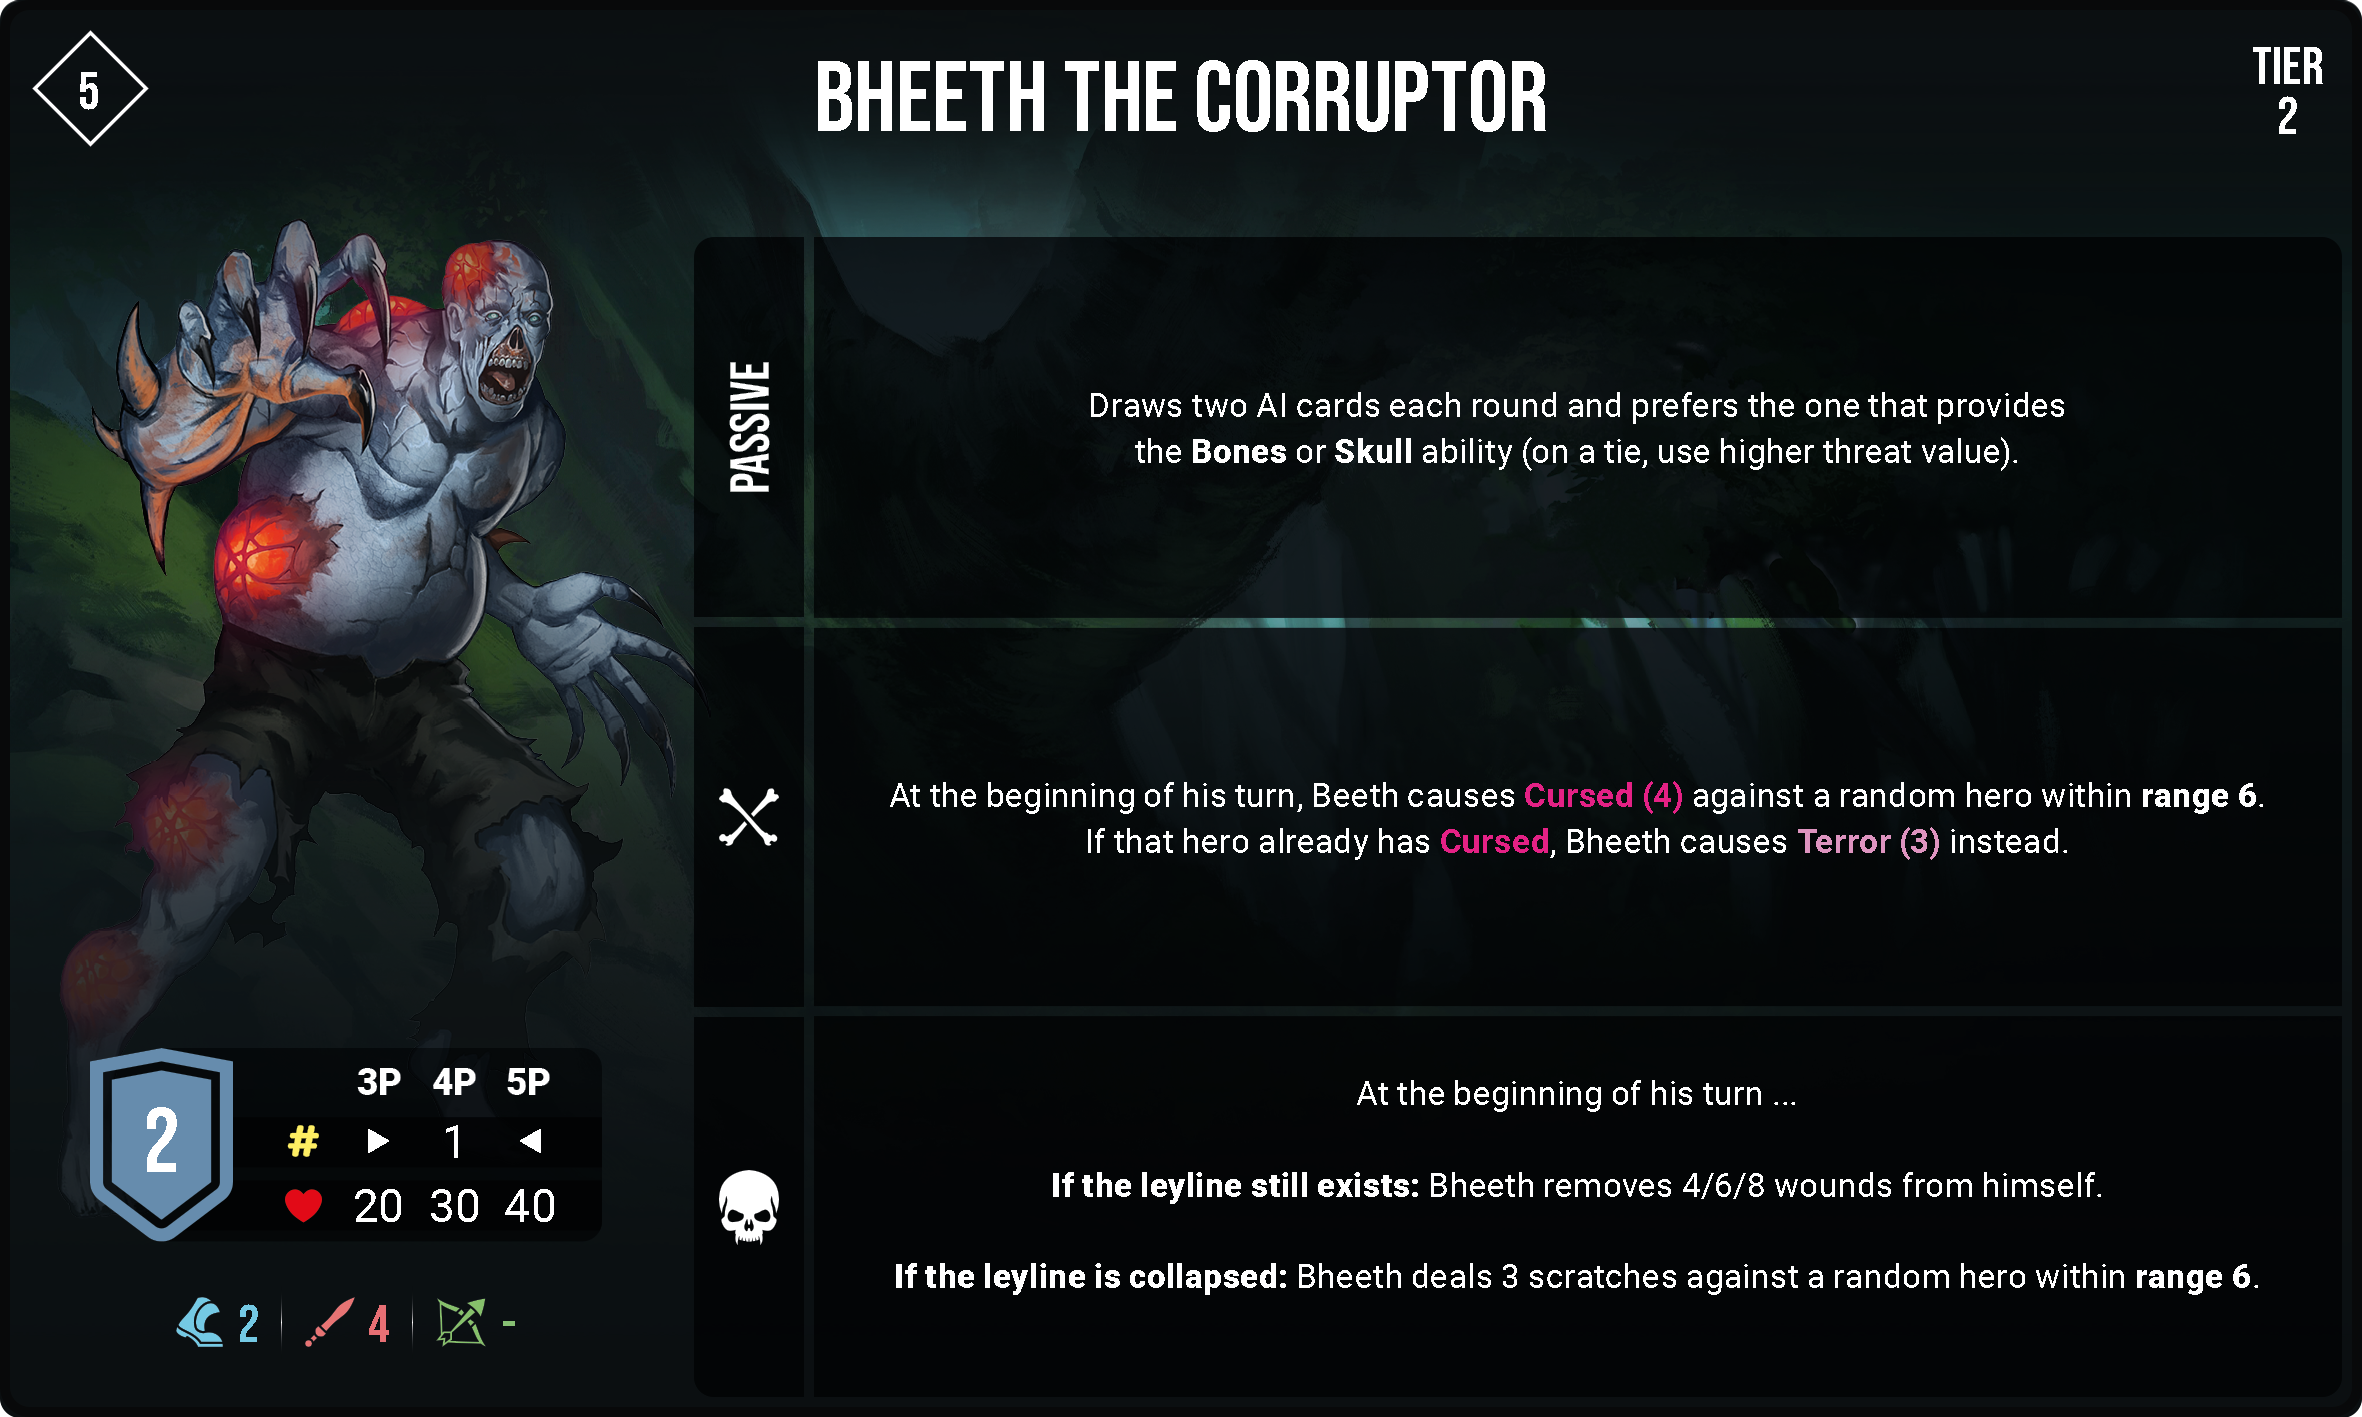 5
BHEETH THE CORRUPTOR
TIER
2
PASSIVE
Draws two AI cards each round and prefers the one that provides
the Bones or Skull ability (on a tie, use higher threat value).
At the beginning of his turn, Beeth causes Cursed (4) against a random hero within range 6.
If that hero already has Cursed, Bheeth causes Terror (3) instead.
At the beginning of his turn ...
If the leyline still exists: Bheeth removes 4/6/8 wounds from himself.
If the leyline is collapsed: Bheeth deals 3 scratches against a random hero within range 6.
2
3P 4P 5P
# ▶ 1 ◀
20 30 40
2 4 -